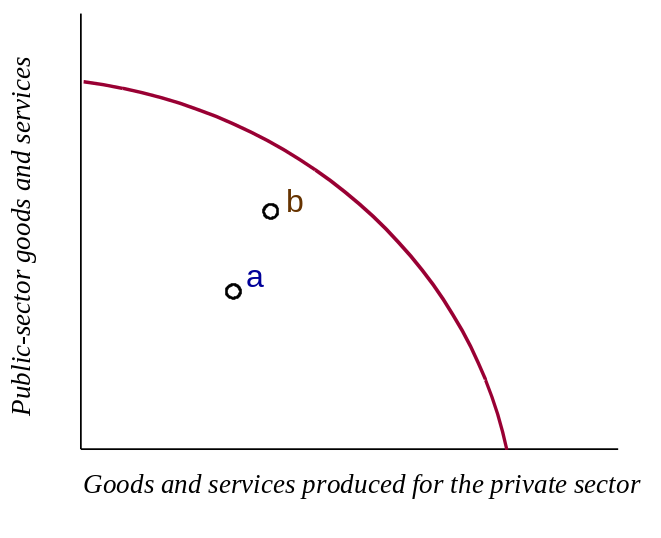 Public-sector goods and services
b
a
Goods and services produced for the private sector